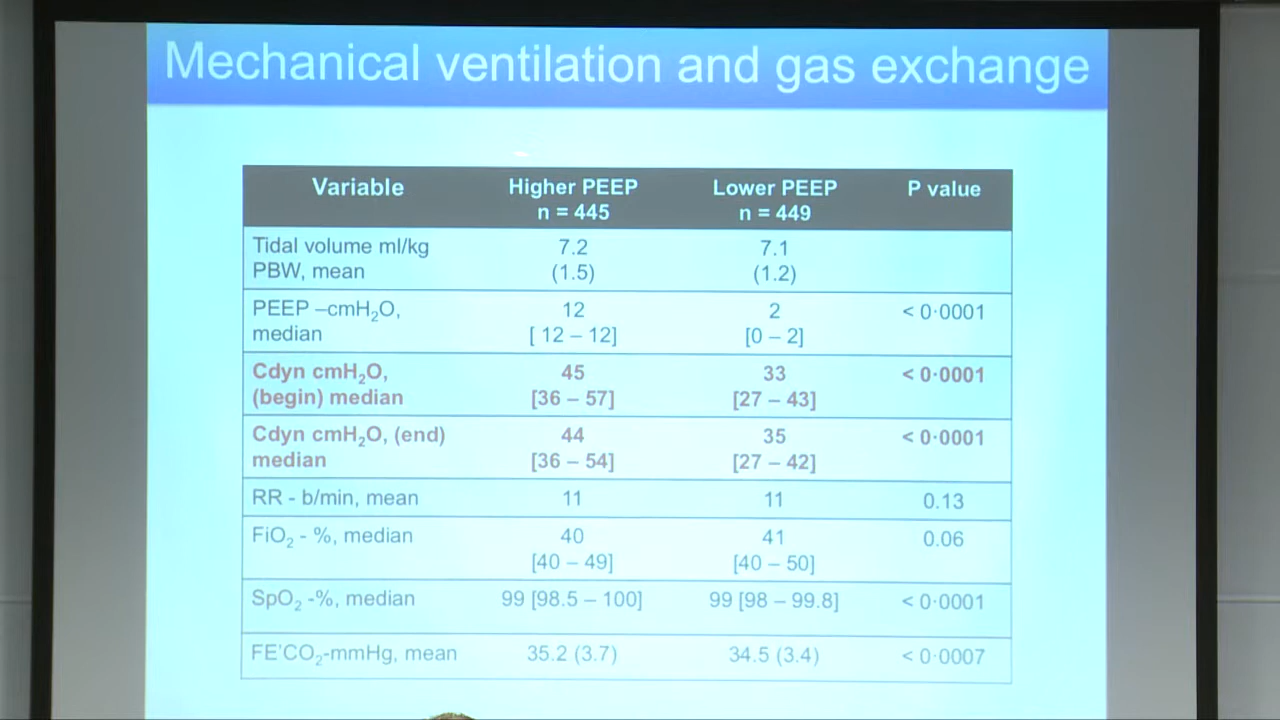 Mechanical ventilation and gas exchange
Variable Higher PEEP Lower PEEP P value
n = 445 n = 449
Tidal volume ml/kg 7.2 7.1
PBW, mean (1.5) (1.2)
PEEP –cmH₂O, 12 2 < 0·0001
median [ 12 – 12] [0 – 2]
Cdyn cmH₂O, 45 33 < 0·0001
(begin) median [36 – 57] [27 – 43]
Cdyn cmH₂O, (end) 44 35 < 0·0001
median [36 – 54] [27 – 42]
RR - b/min, mean 11 11 0.13
FiO₂ - %, median 40 41 0.06
[40 – 49] [40 – 50]
SpO₂ -%, median 99 [98.5 – 100] 99 [98 – 99.8] < 0·0001
FE'CO₂-mmHg, mean 35.2 (3.7) 34.5 (3.4) < 0·0007